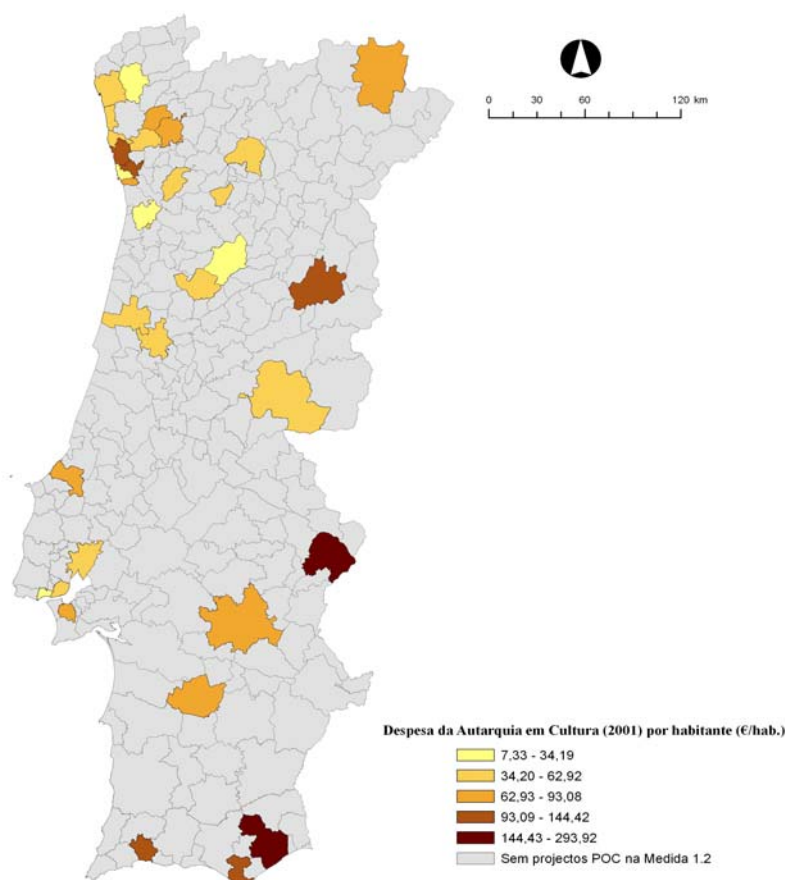 0 30 60 120 km
Despesa da Autarquia em Cultura (2001) por habitante (€/hab.)
7,33 - 34,19
34,20 - 62,92
62,93 - 93,08
93,09 - 144,42
144,43 - 293,92
Sem projectos POC na Medida 1.2